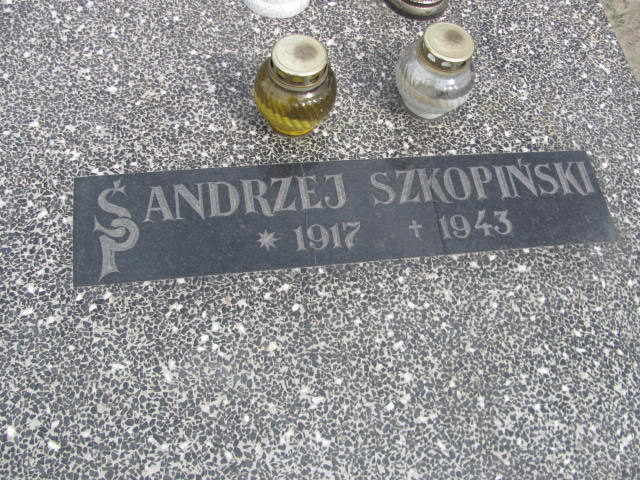 ŚP ANDRZEJ SZKOPIŃSKI
* 1917 † 1943